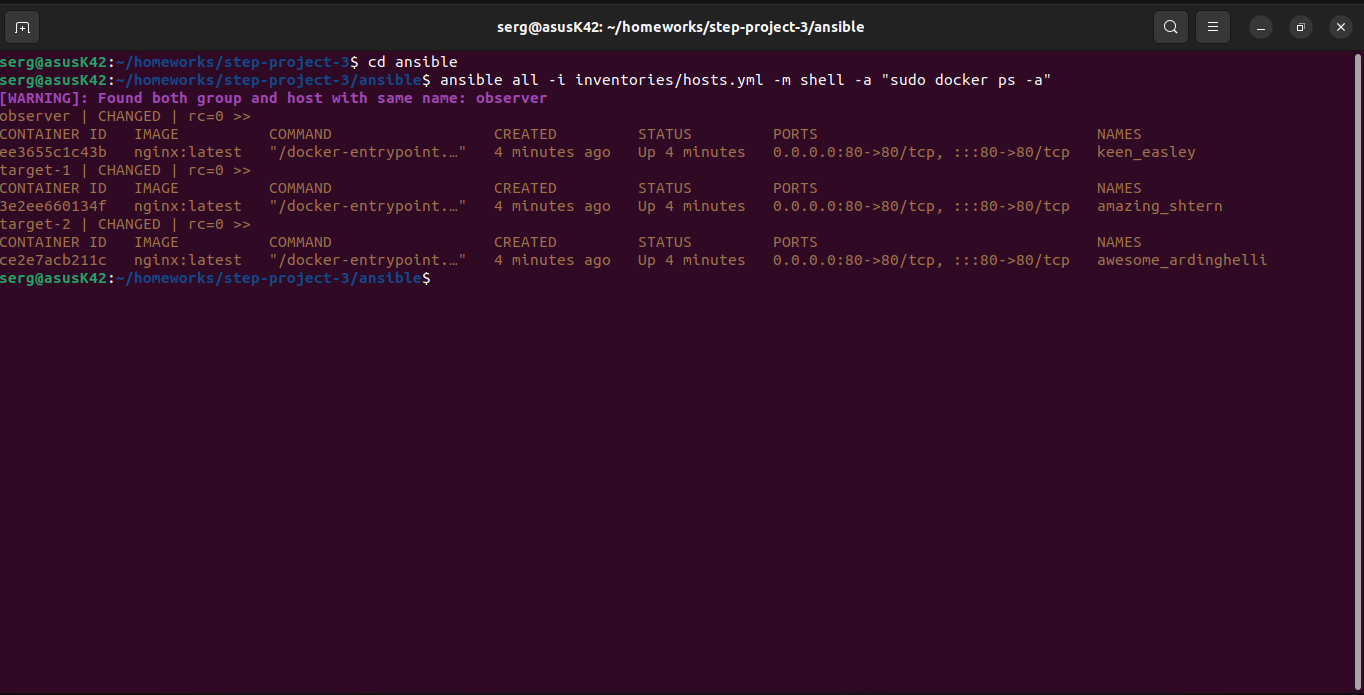 serg@asusK42: ~/homeworks/step-project-3/ansible
serg@asusK42:~/homeworks/step-project-3$ cd ansible
serg@asusK42:~/homeworks/step-project-3/ansible$ ansible all -i inventories/hosts.yml -m shell -a "sudo docker ps -a"
[WARNING]: Found both group and host with same name: observer
observer | CHANGED | rc=0 >>
CONTAINER ID   IMAGE          COMMAND                  CREATED         STATUS         PORTS                               NAMES
ee3655c1c43b   nginx:latest   "/docker-entrypoint.…"   4 minutes ago   Up 4 minutes   0.0.0.0:80->80/tcp, :::80->80/tcp   keen_easley
target-1 | CHANGED | rc=0 >>
CONTAINER ID   IMAGE          COMMAND                  CREATED         STATUS         PORTS                               NAMES
3e2ee660134f   nginx:latest   "/docker-entrypoint.…"   4 minutes ago   Up 4 minutes   0.0.0.0:80->80/tcp, :::80->80/tcp   amazing_shtern
target-2 | CHANGED | rc=0 >>
CONTAINER ID   IMAGE          COMMAND                  CREATED         STATUS         PORTS                               NAMES
ce2e7acb211c   nginx:latest   "/docker-entrypoint.…"   4 minutes ago   Up 4 minutes   0.0.0.0:80->80/tcp, :::80->80/tcp   awesome_ardinghelli
serg@asusK42:~/homeworks/step-project-3/ansible$